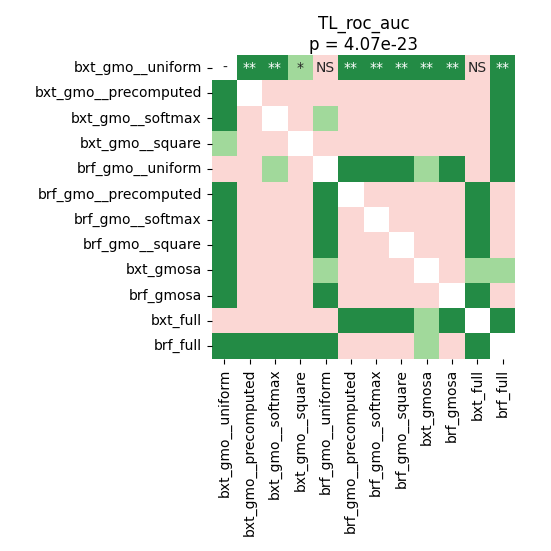 TL_roc_auc
p = 4.07e-23
bxt_gmo__uniform - ** ** * NS ** ** ** ** ** NS **
bxt_gmo__precomputed
bxt_gmo__softmax
bxt_gmo__square
brf_gmo__uniform
brf_gmo__precomputed
brf_gmo__softmax
brf_gmo__square
bxt_gmosa
brf_gmosa
bxt_full
brf_full
bxt_gmo__uniform
bxt_gmo__precomputed
bxt_gmo__softmax
bxt_gmo__square
brf_gmo__uniform
brf_gmo__precomputed
brf_gmo__softmax
brf_gmo__square
bxt_gmosa
brf_gmosa
bxt_full
brf_full